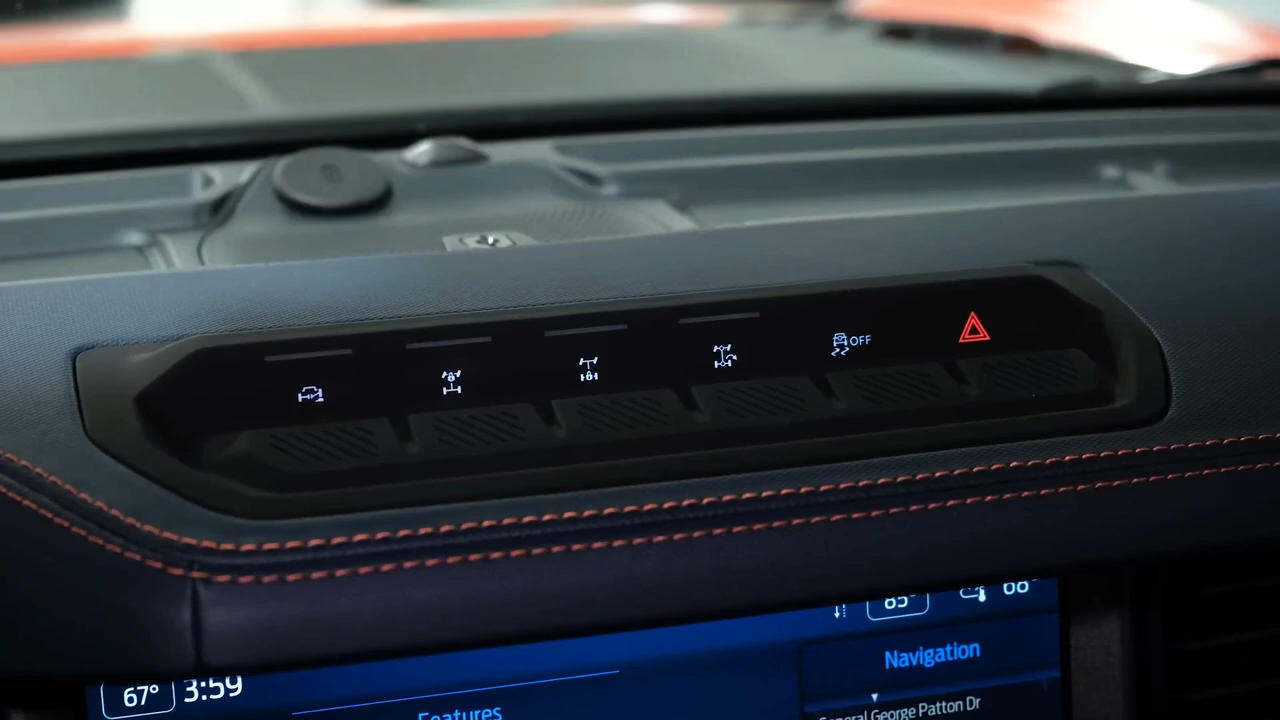 OFF
85°
68°
67°
3:59
Navigation
Features
General George Patton Dr